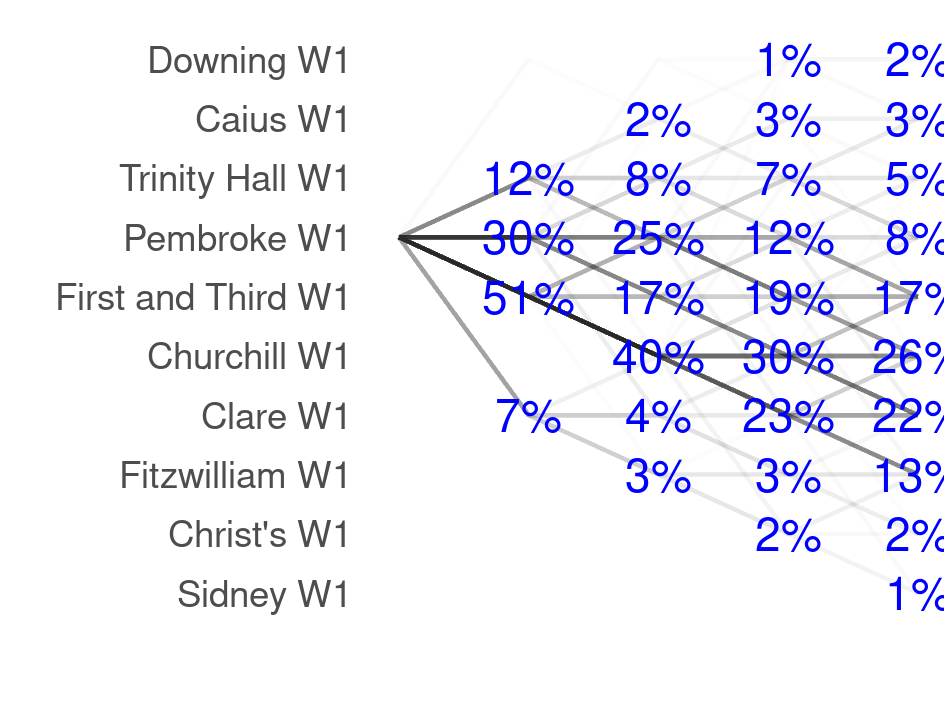 Downing W1 1% 2%
Caius W1 2% 3% 3%
Trinity Hall W1 12% 8% 7% 5%
Pembroke W1 30% 25% 12% 8%
First and Third W1 51% 17% 19% 17%
Churchill W1 40% 30% 26%
Clare W1 7% 4% 23% 22%
Fitzwilliam W1 3% 3% 13%
Christ's W1 2% 2%
Sidney W1 1%